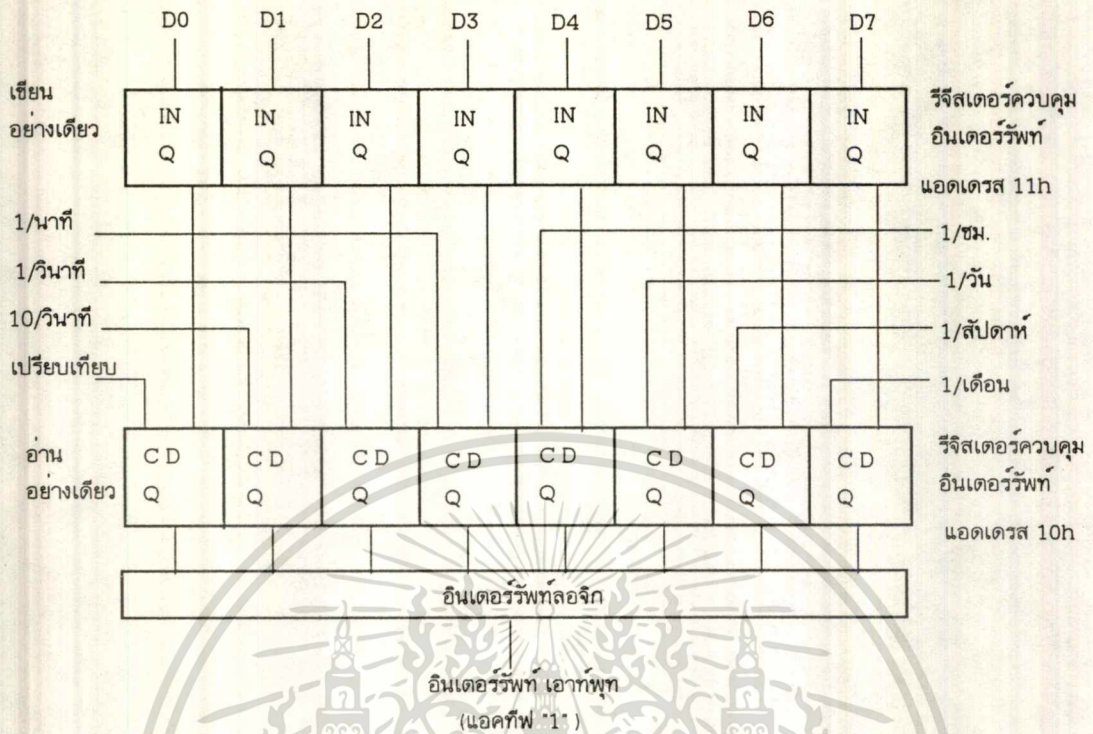 D0 D1 D2 D3 D4 D5 D6 D7
เขียน
อย่างเดียว
IN IN IN IN IN IN IN IN
Q Q Q Q Q Q Q Q
รีจีสเตอร์ควบคุม
อินเตอร์รัพท์
แอดเดรส 11h
1/นาที
1/ชม.
1/วินาที
1/วัน
10/วินาที
1/สัปดาห์
เปรียบเทียบ
1/เดือน
อ่าน
อย่างเดียว
C D C D C D C D C D C D C D C D
Q Q Q Q Q Q Q Q
รีจิสเตอร์ควบคุม
อินเตอร์รัพท์
แอดเดรส 10h
อินเตอร์รัพท์ลอจิก
อินเตอร์รัพท์ เอาท์พุท
(แอคทีฟ "1" )